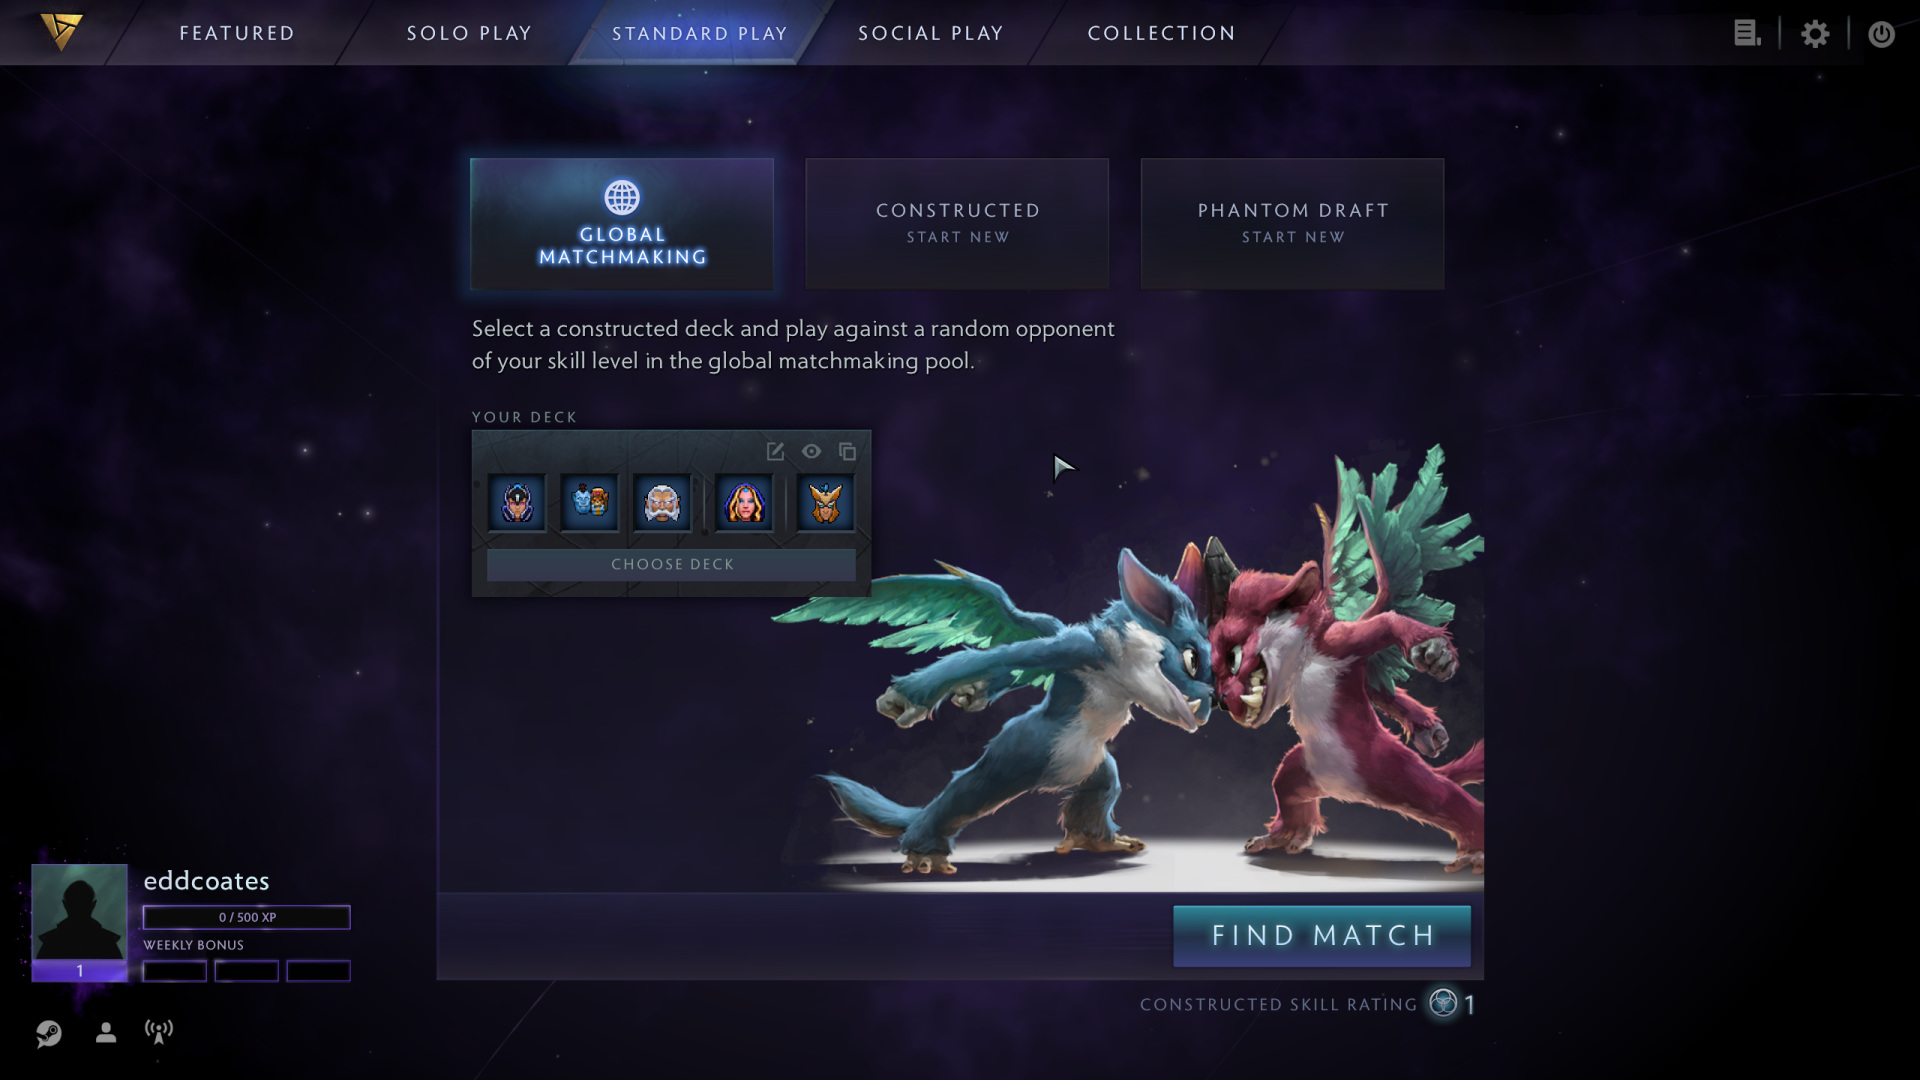 FEATURED
SOLO PLAY
STANDARD PLAY
SOCIAL PLAY
COLLECTION
GLOBAL
MATCHMAKING
CONSTRUCTED
START NEW
PHANTOM DRAFT
START NEW
Select a constructed deck and play against a random opponent
of your skill level in the global matchmaking pool.
YOUR DECK
CHOOSE DECK
eddcoates
0 / 500 XP
WEEKLY BONUS
1
FIND MATCH
CONSTRUCTED SKILL RATING 1